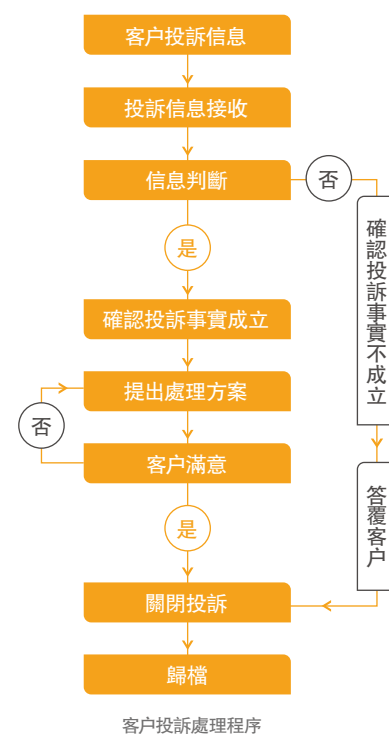 客户投訴信息
投訴信息接收
信息判斷
否
是
確認投訴事實不成立
確認投訴事實成立
提出處理方案
否
客户滿意
答覆客户
是
關閉投訴
歸檔
客户投訴處理程序